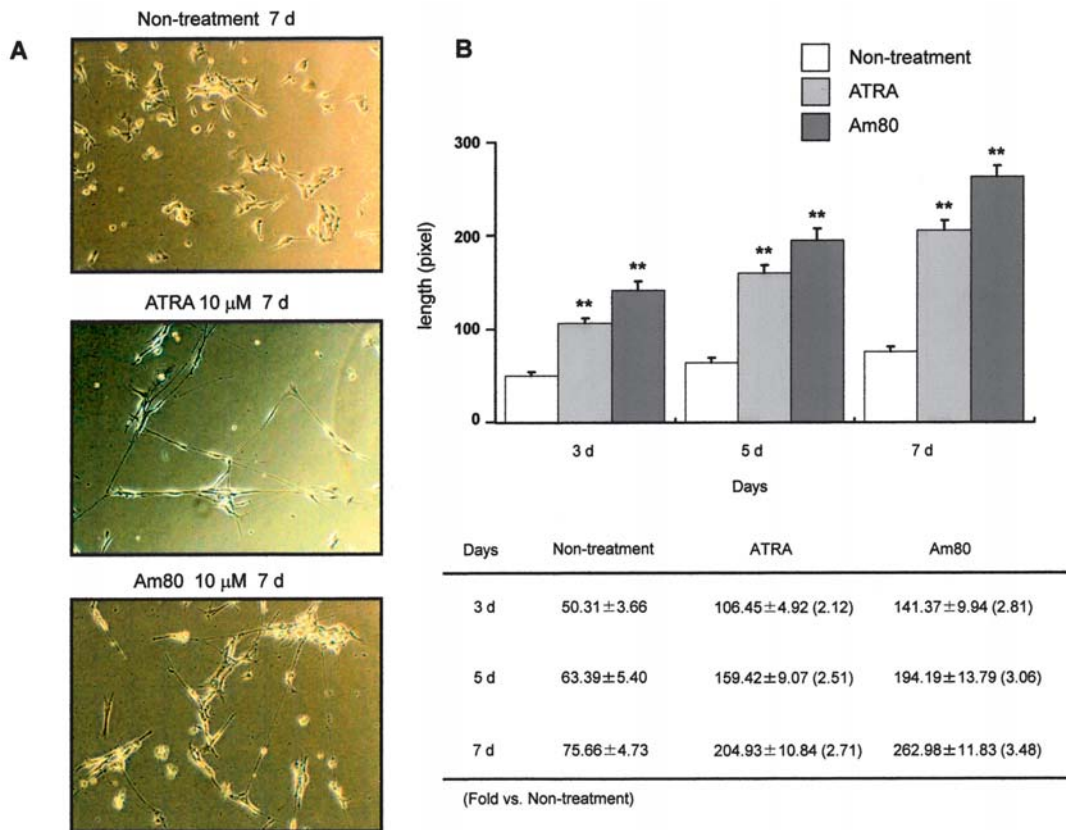 A
Non-treatment 7 d
ATRA 10 μM 7 d
Am80 10 μM 7 d
B
Non-treatment
ATRA
Am80
length (pixel)
300
200
100
0
** ** ** ** ** **
3 d 5 d 7 d
Days
Days Non-treatment ATRA Am80
3 d 50.31±3.66 106.45±4.92 (2.12) 141.37±9.94 (2.81)
5 d 63.39±5.40 159.42±9.07 (2.51) 194.19±13.79 (3.06)
7 d 75.66±4.73 204.93±10.84 (2.71) 262.98±11.83 (3.48)
(Fold vs. Non-treatment)